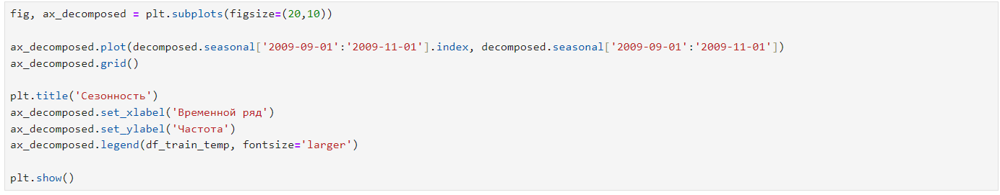 fig, ax_decomposed = plt.subplots(figsize=(20,10))
ax_decomposed.plot(decomposed.seasonal['2009-09-01':'2009-11-01'].index, decomposed.seasonal['2009-09-01':'2009-11-01'])
ax_decomposed.grid()
plt.title('Сезонность')
ax_decomposed.set_xlabel('Временной ряд')
ax_decomposed.set_ylabel('Частота')
ax_decomposed.legend(df_train_temp, fontsize='larger')
plt.show()